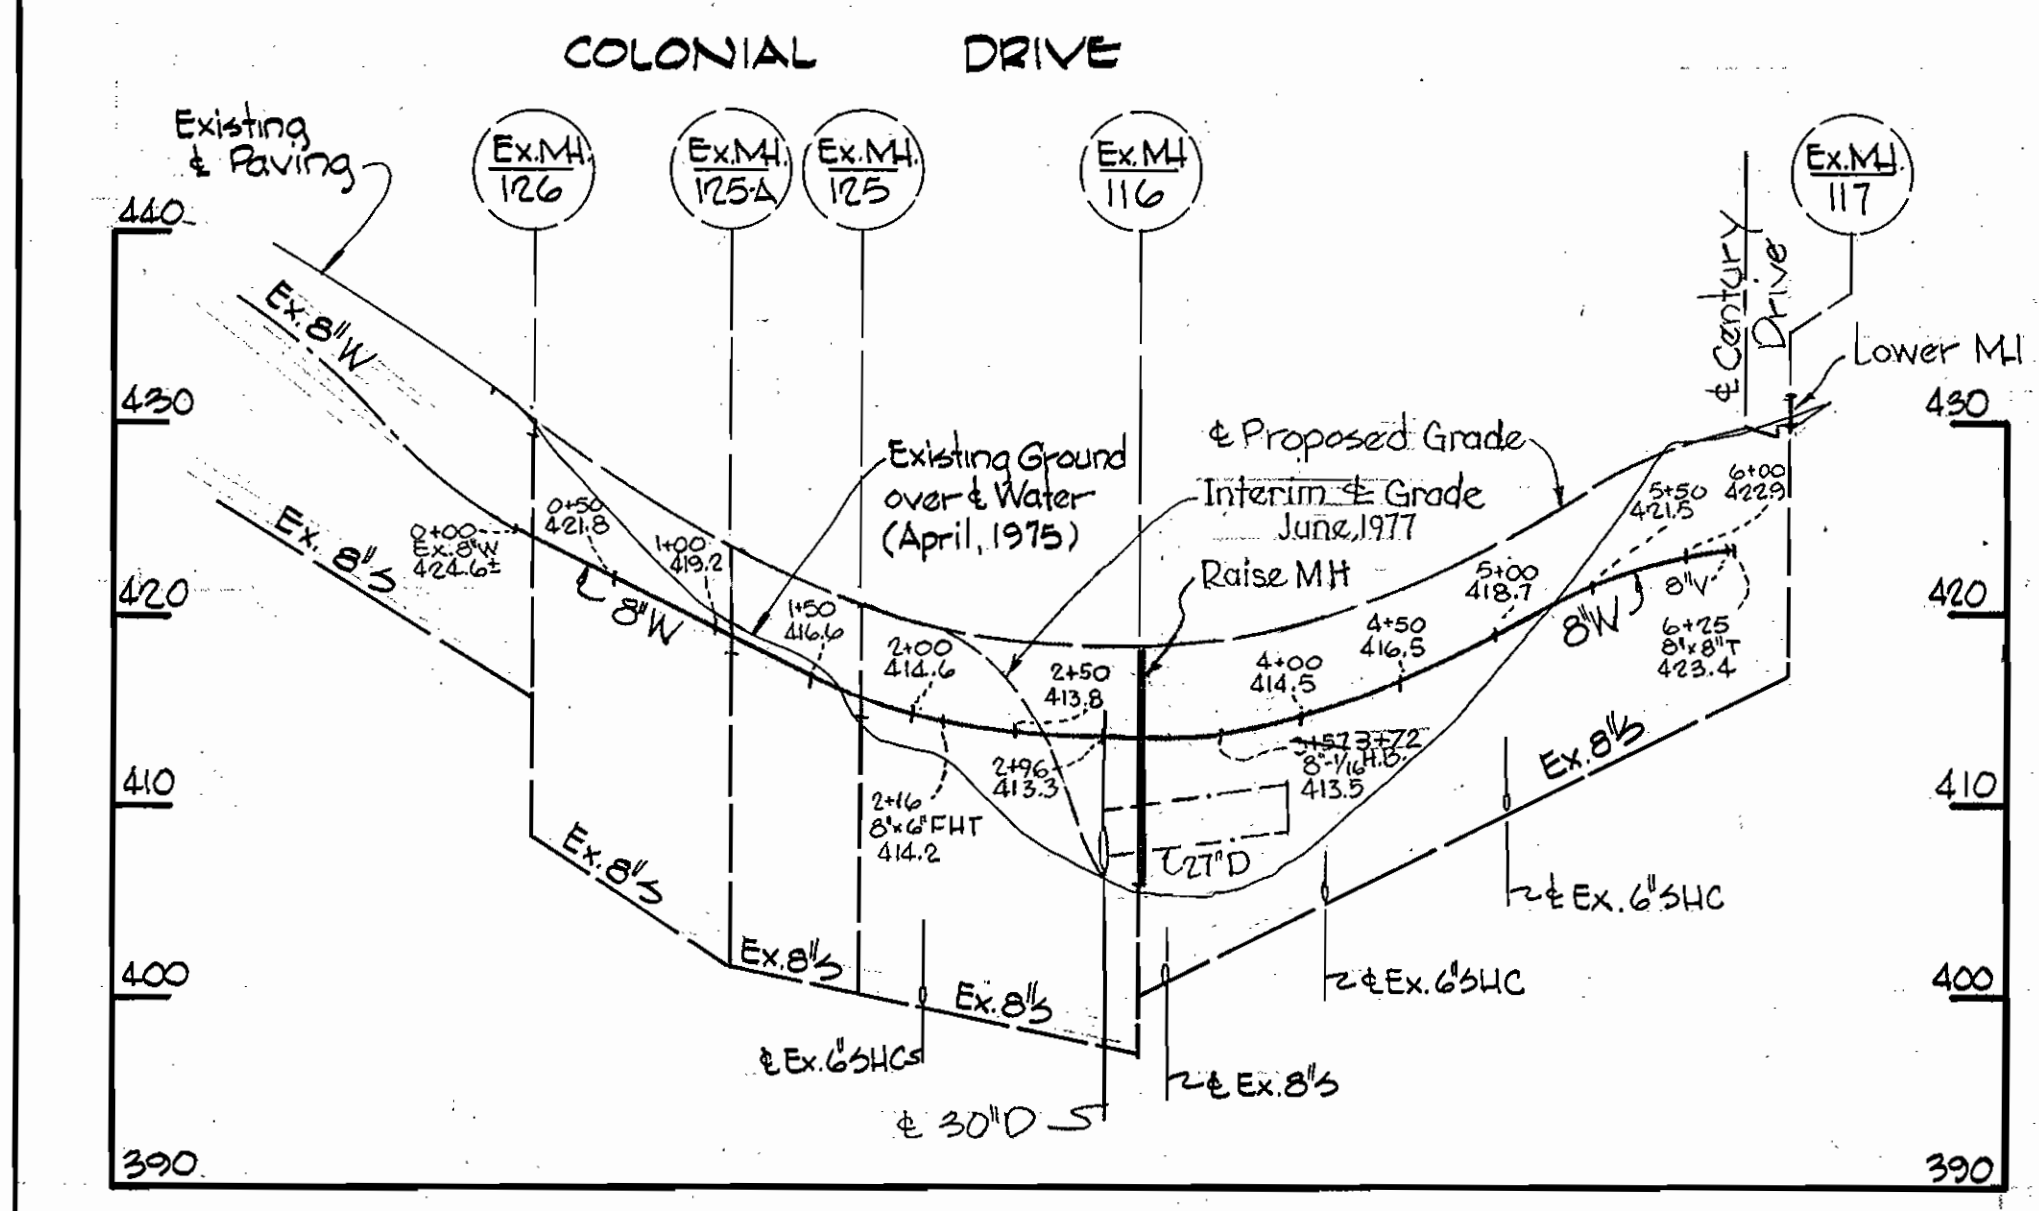 COLONIAL DRIVE
Existing
℄ Paving
Ex.MH.
126
Ex.MH.
125-A
Ex.MH.
125
Ex.MH
116
Ex.MH.
117
℄ Century
Drive
Lower MH
440
430
420
410
400
390
430
420
410
400
390
Ex. 8"W
Ex. 8"S
0+00
Ex. 8"W
424.6±
0+50
421.8
8"W
1+00
419.2
1+50
416.6
Existing Ground
over ℄ Water
(April, 1975)
2+00
414.6
2+16
8"x6" FHT
414.2
2+50
413.8
2+96
413.3
℄ Proposed Grade
Interim ℄ Grade
June, 1977
Raise MH
3+72
8"-1/16 H.B.
413.5
4+00
414.5
4+50
416.5
5+00
418.7
5+50
421.5
6+00
422.9
8"W
8"V
6+25
8"x8"T
423.4
27"D
Ex. 8"S
Ex. 8"S
Ex. 8"S
Ex. 8"S
℄ Ex. 6"SHCs
℄ 30"D
℄ Ex. 8"S
℄ Ex. 6"SHC
℄ Ex. 6"SHC